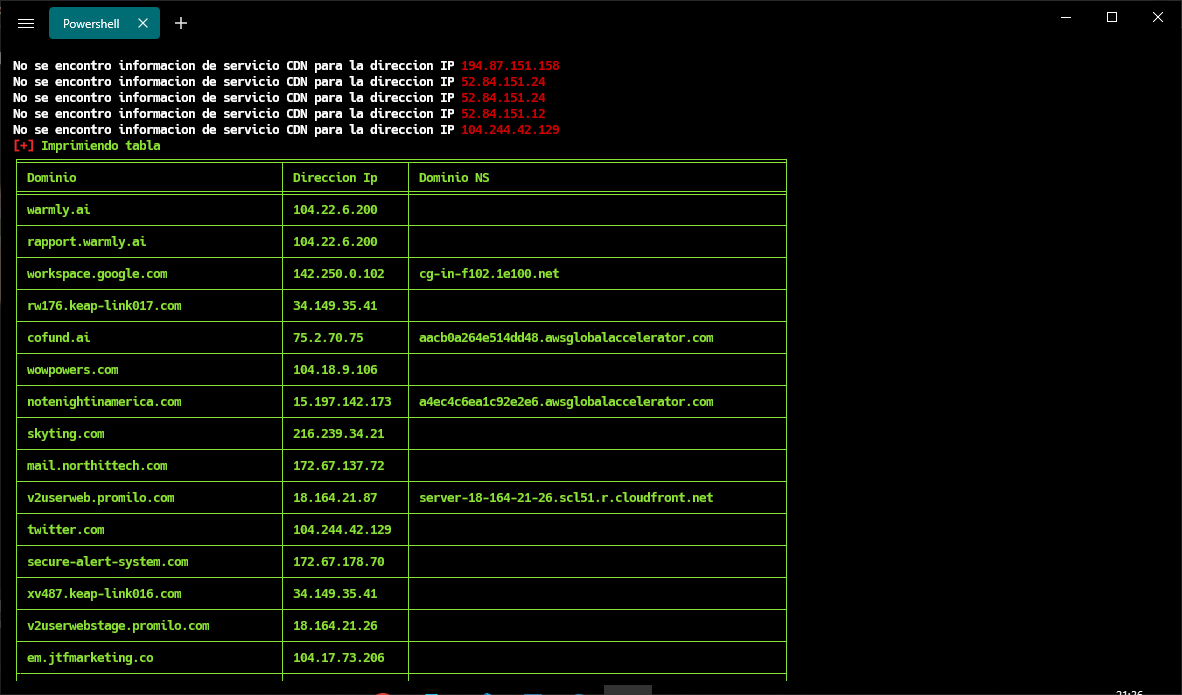 Powershell
No se encontro informacion de servicio CDN para la direccion IP 194.87.151.158
No se encontro informacion de servicio CDN para la direccion IP 52.84.151.24
No se encontro informacion de servicio CDN para la direccion IP 52.84.151.24
No se encontro informacion de servicio CDN para la direccion IP 52.84.151.12
No se encontro informacion de servicio CDN para la direccion IP 104.244.42.129
[+] Imprimiendo tabla
Dominio Direccion Ip Dominio NS
warmly.ai 104.22.6.200
rapport.warmly.ai 104.22.6.200
workspace.google.com 142.250.0.102 cg-in-f102.1e100.net
rw176.keap-link017.com 34.149.35.41
cofund.ai 75.2.70.75 aacb0a264e514dd48.awsglobalaccelerator.com
wowpowers.com 104.18.9.106
notenightinamerica.com 15.197.142.173 a4ec4c6ea1c92e2e6.awsglobalaccelerator.com
skyting.com 216.239.34.21
mail.northittech.com 172.67.137.72
v2userweb.promilo.com 18.164.21.87 server-18-164-21-26.scl51.r.cloudfront.net
twitter.com 104.244.42.129
secure-alert-system.com 172.67.178.70
xv487.keap-link016.com 34.149.35.41
v2userwebstage.promilo.com 18.164.21.26
em.jtfmarketing.co 104.17.73.206